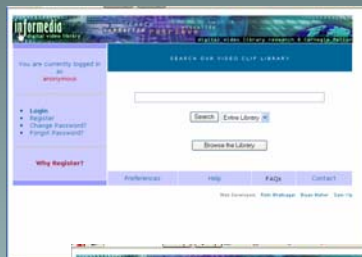 informedia
digital video library
digital video library research @ Carnegie Mellon
You are currently logged in
as
anonymous
SEARCH OUR VIDEO CLIP LIBRARY
Login
Register
Change Password?
Forgot Password?
Search
Entire Library
Browse the Library
Why Register?
Preferences
Help
FAQs
Contact
Web Developers: